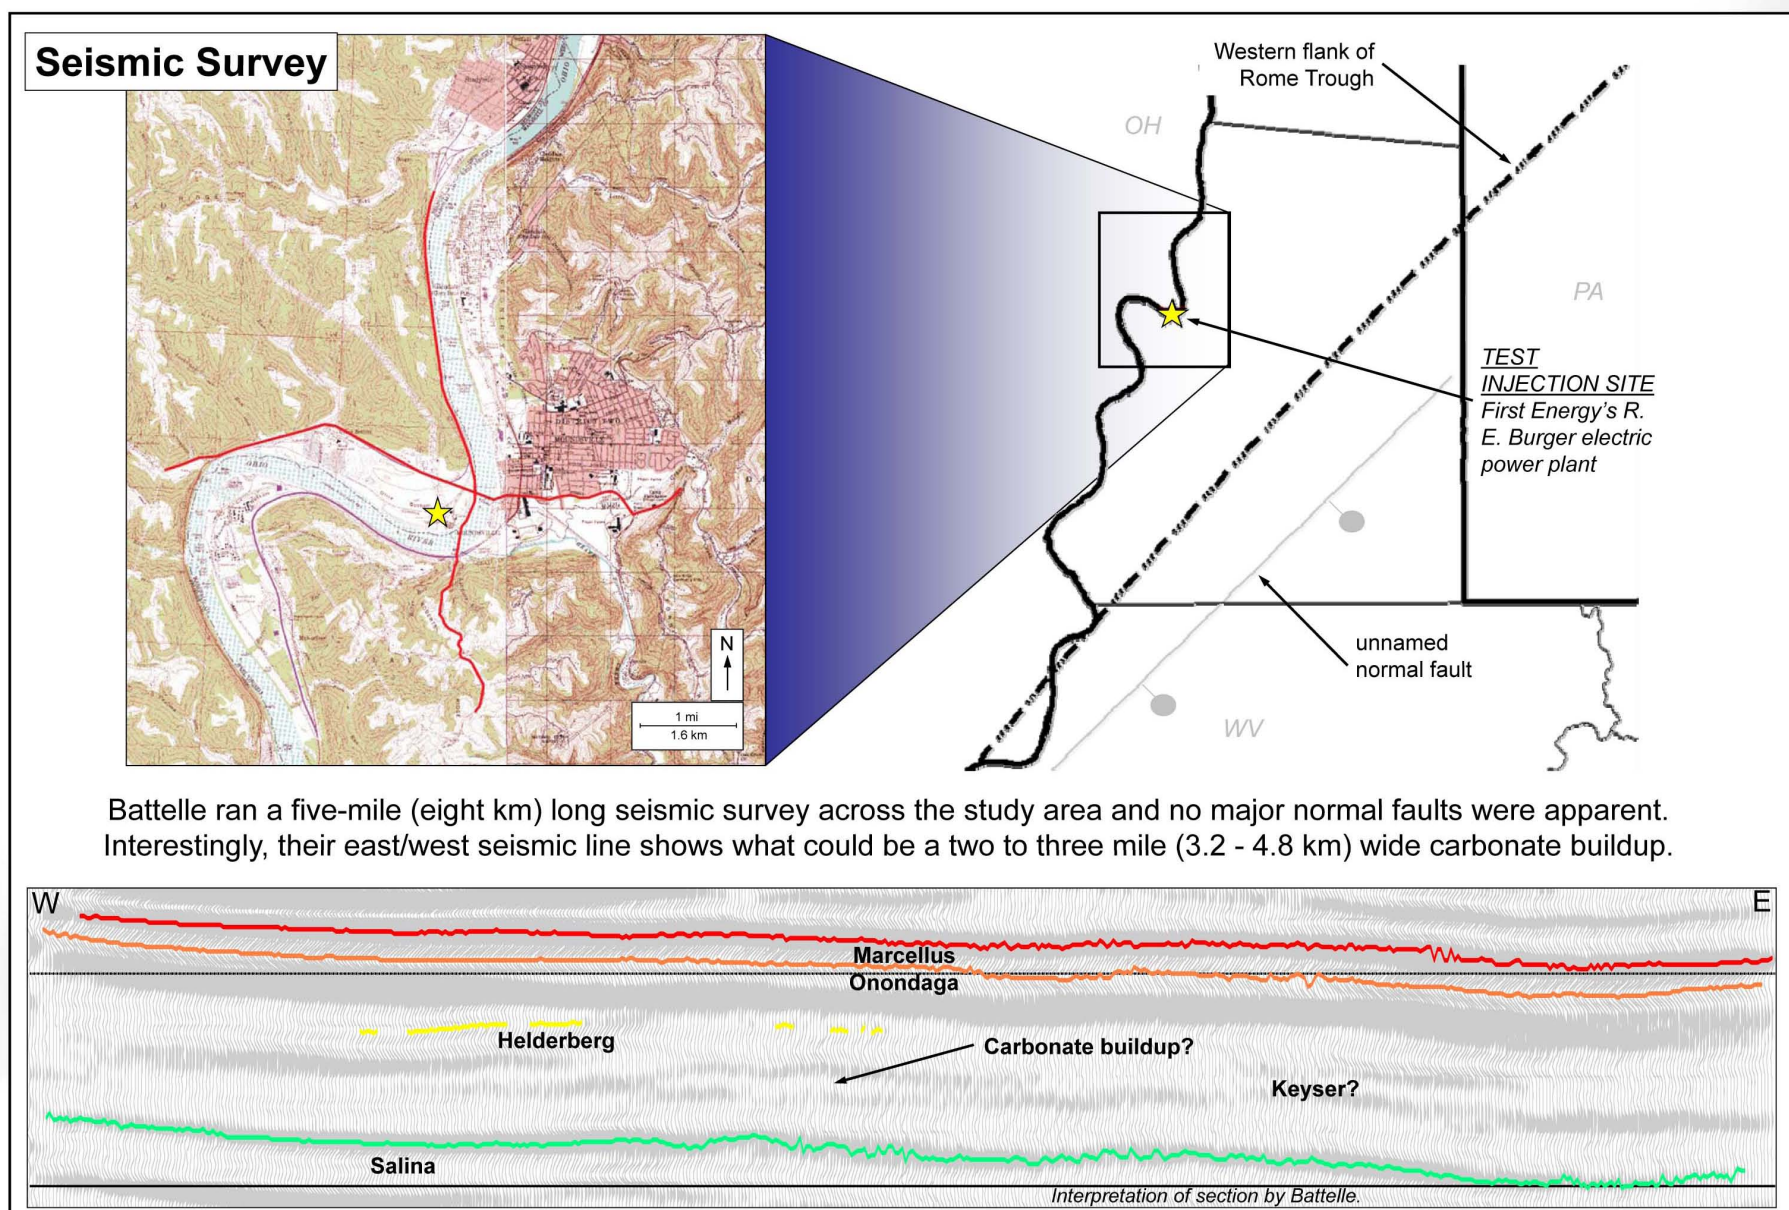 Seismic Survey
OHIO
OHIO
RIVER
MOUNDSVILLE
N
1 mi
1.6 km
Western flank of
Rome Trough
OH
PA
TEST
INJECTION SITE
First Energy’s R.
E. Burger electric
power plant
unnamed
normal fault
WV
Battelle ran a five-mile (eight km) long seismic survey across the study area and no major normal faults were apparent.
Interestingly, their east/west seismic line shows what could be a two to three mile (3.2 - 4.8 km) wide carbonate buildup.
W
E
Marcellus
Onondaga
Helderberg
Carbonate buildup?
Keyser?
Salina
Interpretation of section by Battelle.